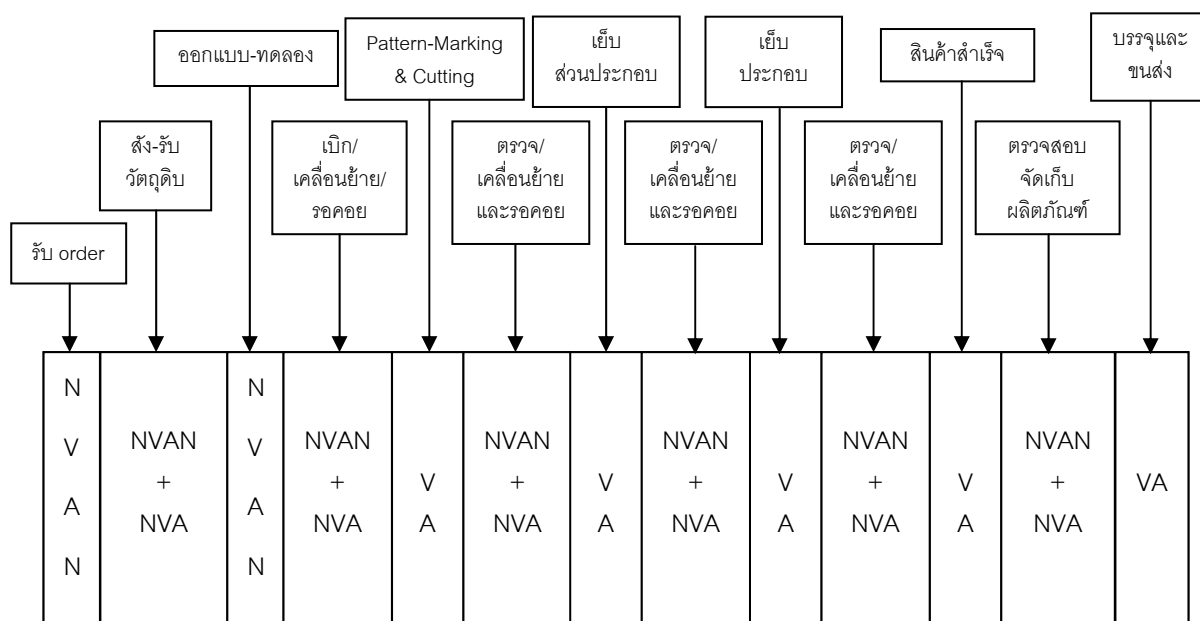 ออกแบบ-ทดลอง
Pattern-Marking
& Cutting
เย็บ
ส่วนประกอบ
เย็บ
ประกอบ
สินค้าสำเร็จ
บรรจุและ
ขนส่ง
สั่ง-รับ
วัตถุดิบ
เบิก/
เคลื่อนย้าย/
รอคอย
ตรวจ/
เคลื่อนย้าย
และรอคอย
ตรวจ/
เคลื่อนย้าย
และรอคอย
ตรวจ/
เคลื่อนย้าย
และรอคอย
ตรวจสอบ
จัดเก็บ
ผลิตภัณฑ์
รับ order
N
V
A
N
NVAN
+
NVA
N
V
A
N
NVAN
+
NVA
V
A
NVAN
+
NVA
V
A
NVAN
+
NVA
V
A
NVAN
+
NVA
V
A
NVAN
+
NVA
VA